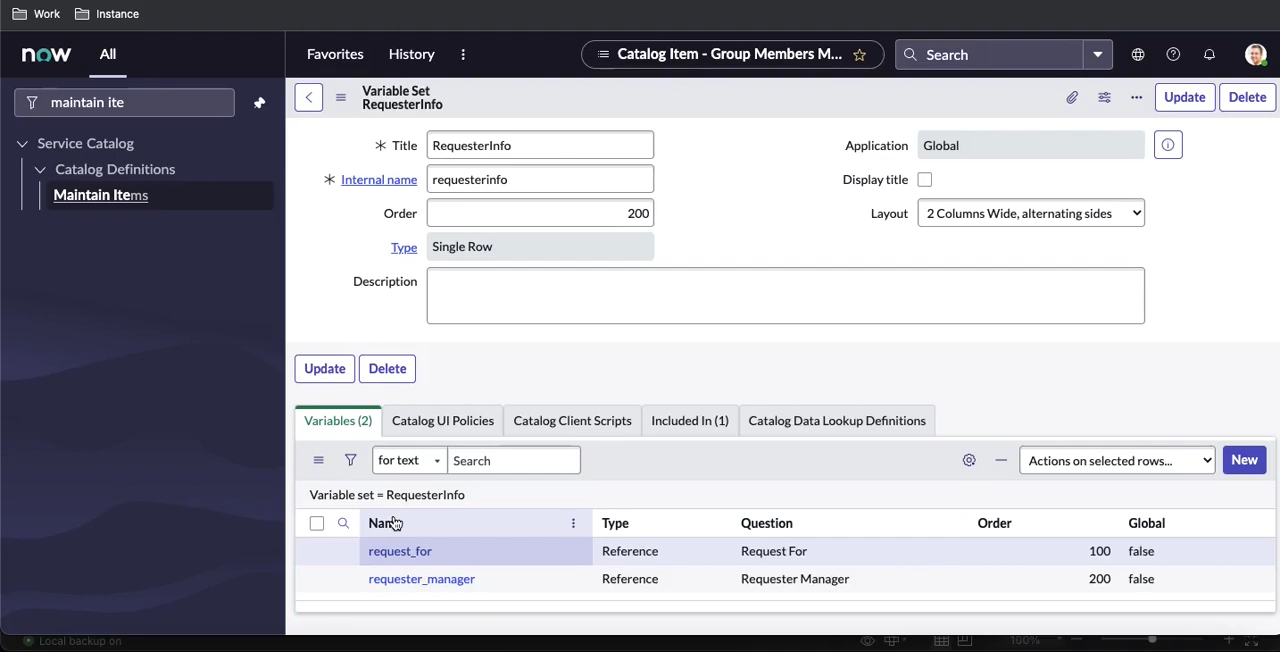 Work Instance
now All Favorites History Catalog Item - Group Members M... Search
maintain ite
Service Catalog
Catalog Definitions
Maintain Items
Variable Set
RequesterInfo
Update Delete
* Title RequesterInfo
Application Global
* Internal name requesterinfo
Display title
Order 200
Layout 2 Columns Wide, alternating sides
Type Single Row
Description
Update Delete
Variables (2) Catalog UI Policies Catalog Client Scripts Included In (1) Catalog Data Lookup Definitions
for text Search Actions on selected rows... New
Variable set = RequesterInfo
Name Type Question Order Global
request_for Reference Request For 100 false
requester_manager Reference Requester Manager 200 false
Local backup on 100%